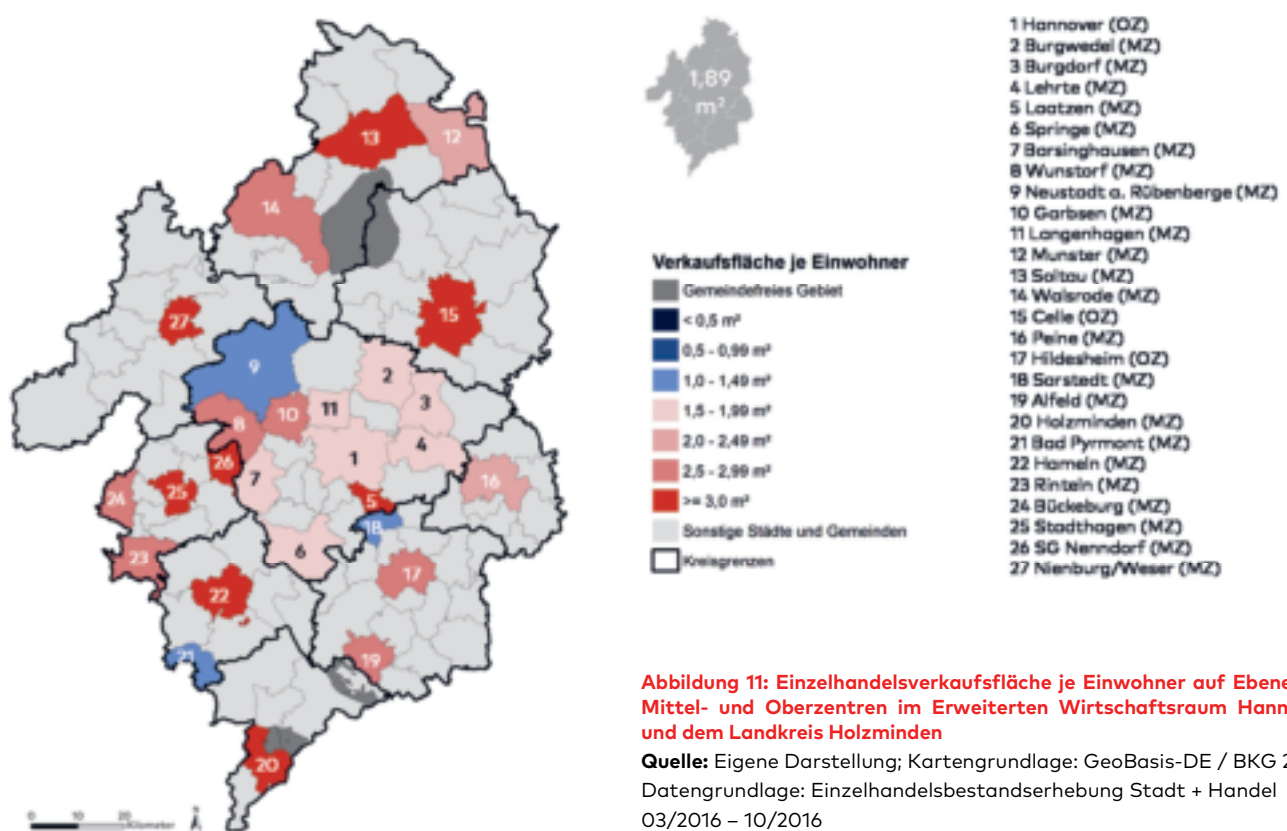 1,89
m²
1 Hannover (OZ)
2 Burgwedel (MZ)
3 Burgdorf (MZ)
4 Lehrte (MZ)
5 Laatzen (MZ)
6 Springe (MZ)
7 Barsinghausen (MZ)
8 Wunstorf (MZ)
9 Neustadt a. Rübenberge (MZ)
10 Garbsen (MZ)
11 Langenhagen (MZ)
12 Munster (MZ)
13 Soltau (MZ)
14 Walsrode (MZ)
15 Celle (OZ)
16 Peine (MZ)
17 Hildesheim (OZ)
18 Sarstedt (MZ)
19 Alfeld (MZ)
20 Holzminden (MZ)
21 Bad Pyrmont (MZ)
22 Hameln (MZ)
23 Rinteln (MZ)
24 Bückeburg (MZ)
25 Stadthagen (MZ)
26 SG Nenndorf (MZ)
27 Nienburg/Weser (MZ)
Verkaufsfläche je Einwohner
Gemeindefreies Gebiet
< 0,5 m²
0,5 - 0,99 m²
1,0 - 1,49 m²
1,5 - 1,99 m²
2,0 - 2,49 m²
2,5 - 2,99 m²
>= 3,0 m²
Sonstige Städte und Gemeinden
Kreisgrenzen
13
12
14
15
27
9
2
3
11
10
8
4
1
26
7
16
25
24
5
18
6
23
17
22
21
19
20
0 10 20
Kilometer
Abbildung 11: Einzelhandelsverkaufsfläche je Einwohner auf Ebene
Mittel- und Oberzentren im Erweiterten Wirtschaftsraum Hann
und dem Landkreis Holzminden
Quelle: Eigene Darstellung; Kartengrundlage: GeoBasis-DE / BKG 2
Datengrundlage: Einzelhandelsbestandserhebung Stadt + Handel
03/2016 – 10/2016